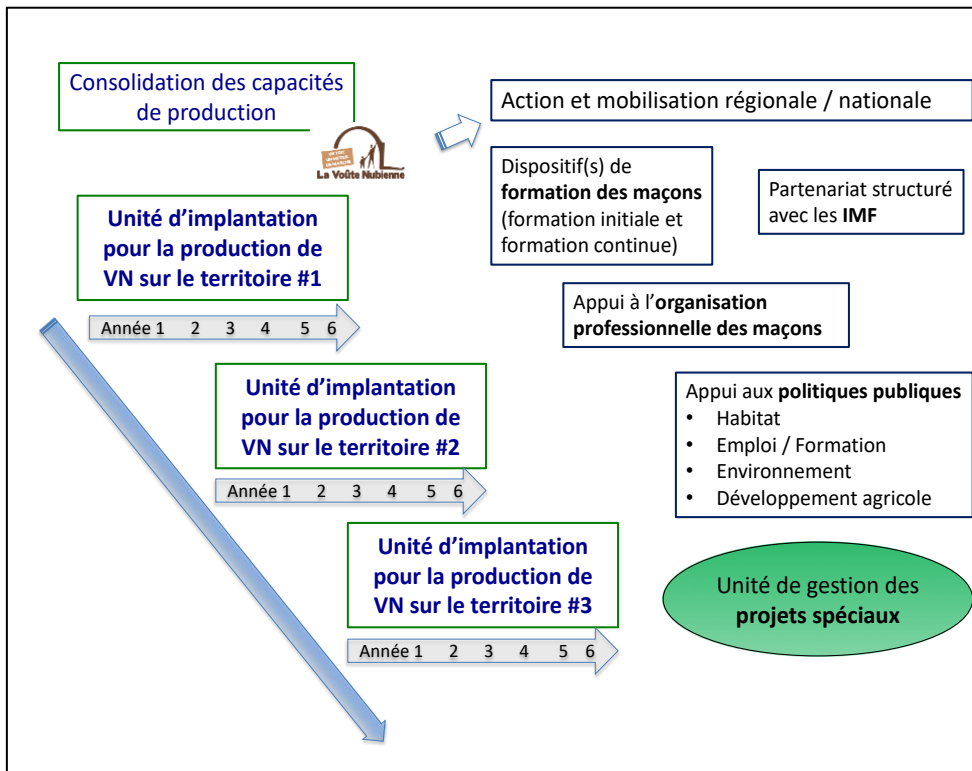 Consolidation des capacités
de production
La Voûte Nubienne
Action et mobilisation régionale / nationale
Dispositif(s) de
formation des maçons
(formation initiale et
formation continue)
Partenariat structuré
avec les IMF
Unité d’implantation
pour la production de
VN sur le territoire #1
Année 1 2 3 4 5 6
Appui à l’organisation
professionnelle des maçons
Unité d’implantation
pour la production de
VN sur le territoire #2
Année 1 2 3 4 5 6
Appui aux politiques publiques
• Habitat
• Emploi / Formation
• Environnement
• Développement agricole
Unité d’implantation
pour la production de
VN sur le territoire #3
Année 1 2 3 4 5 6
Unité de gestion des
projets spéciaux